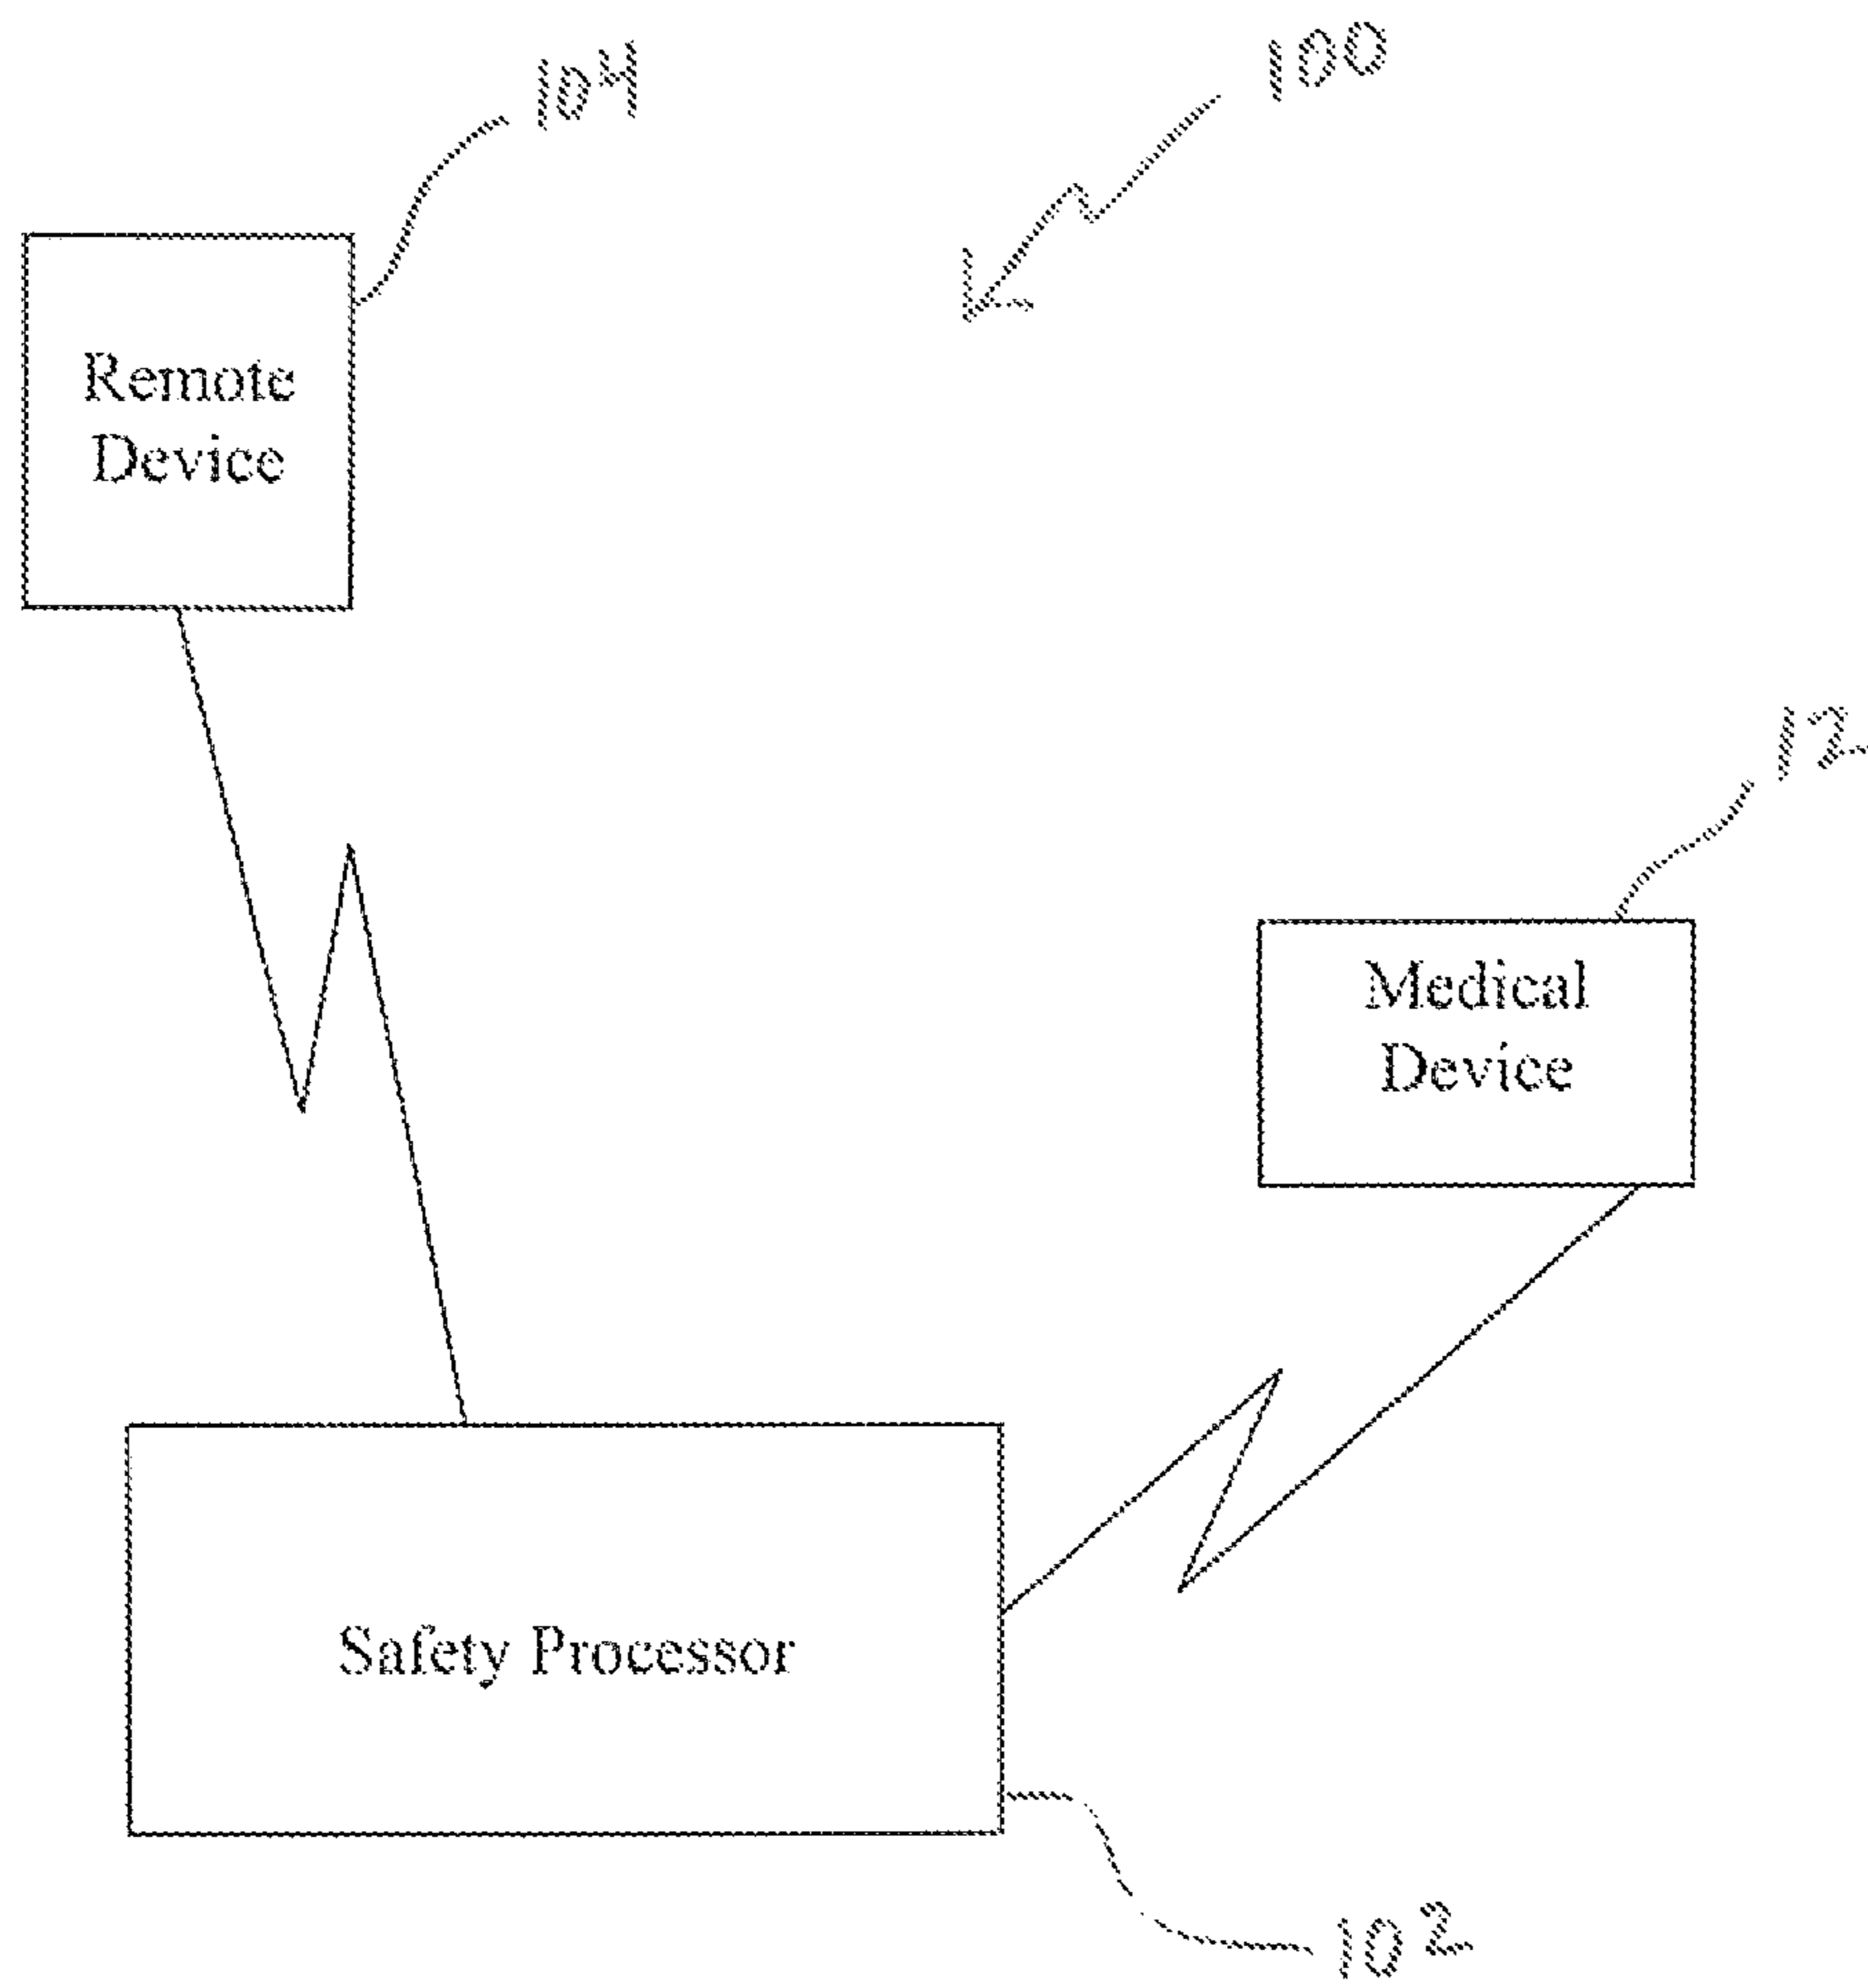 104
100
Remote
Device
12
Medical
Device
Safety Processor
102